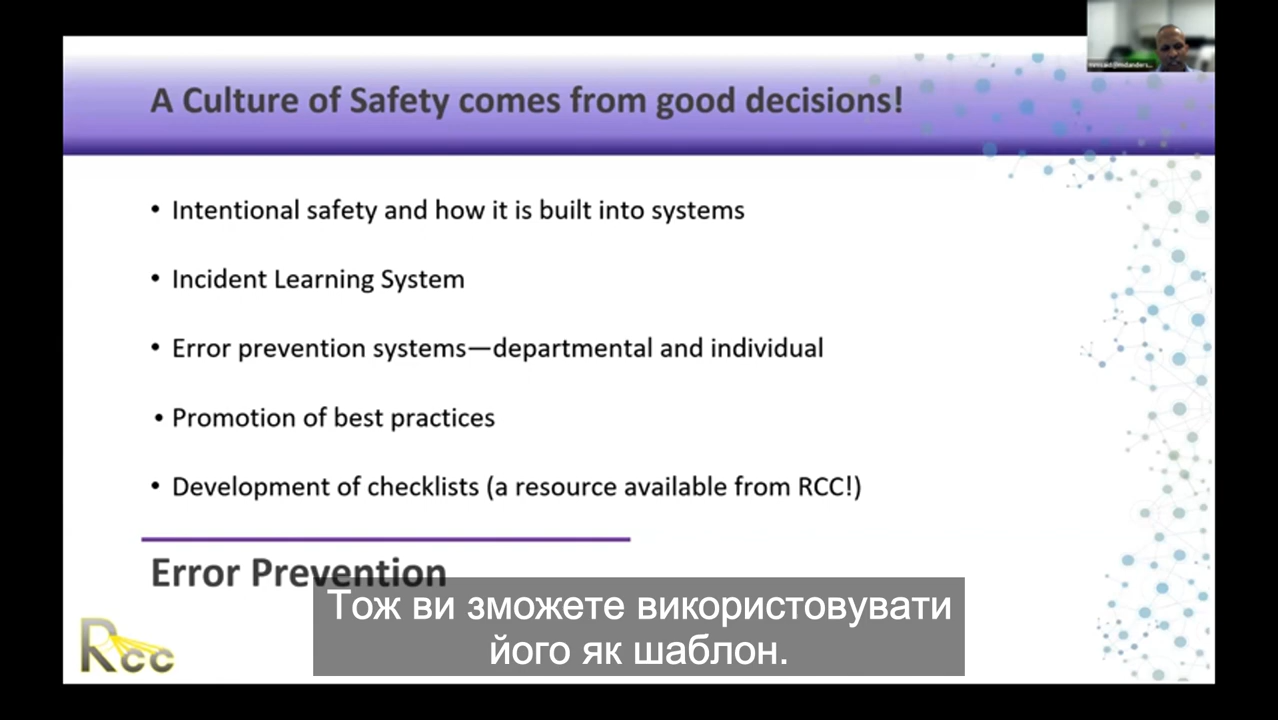 A Culture of Safety comes from good decisions!
• Intentional safety and how it is built into systems
• Incident Learning System
• Error prevention systems—departmental and individual
• Promotion of best practices
• Development of checklists (a resource available from RCC!)
Error Prevention
Rcc
Тож ви зможете використовувати
його як шаблон.